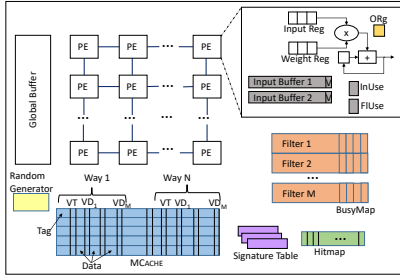 Global Buffer
PE
PE
...
PE
PE
PE
...
PE
...
PE
PE
...
PE
Input Reg
Weight Reg
x
+
ORg
Input Buffer 1 V
Input Buffer 2 V
InUse
FIUse
Random
Generator
Way 1
Way N
VT VD1 VDM
VT VD1 VDM
Tag
Data
MCACHE
Filter 1
Filter 2
...
Filter M
BusyMap
Signature Table
...
Hitmap